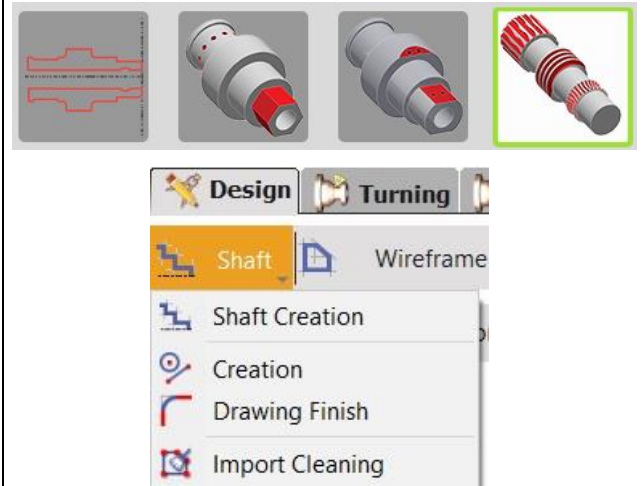 Design Turning
Shaft Wireframe
Shaft Creation
Creation
Drawing Finish
Import Cleaning